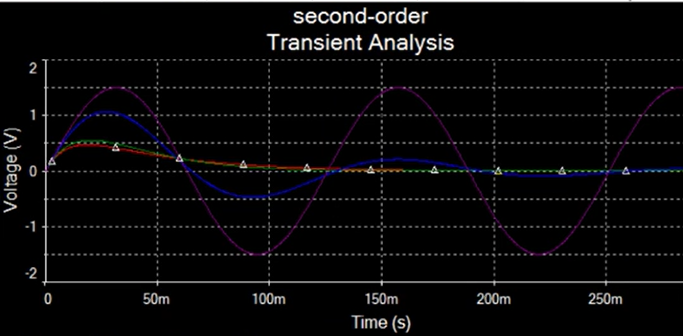 second-order
Transient Analysis
Voltage (V)
2
1
0
-1
-2
0 50m 100m 150m 200m 250m
Time (s)